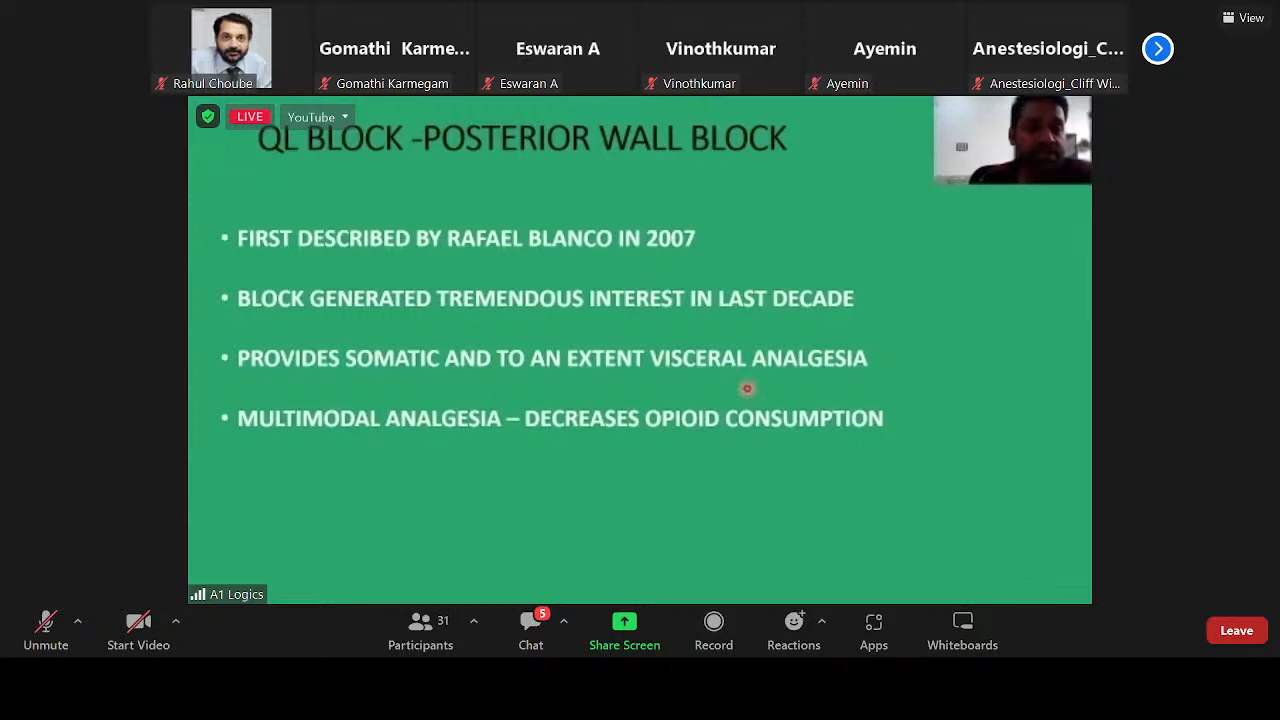 View
Gomathi Karme...
Eswaran A
Vinothkumar
Ayemin
Anestesiologi_C...
Rahul Choube
Gomathi Karmegam
Eswaran A
Vinothkumar
Ayemin
Anestesiologi_Cliff Wi...
LIVE
YouTube
QL BLOCK -POSTERIOR WALL BLOCK
• FIRST DESCRIBED BY RAFAEL BLANCO IN 2007
• BLOCK GENERATED TREMENDOUS INTEREST IN LAST DECADE
• PROVIDES SOMATIC AND TO AN EXTENT VISCERAL ANALGESIA
• MULTIMODAL ANALGESIA – DECREASES OPIOID CONSUMPTION
A1 Logics
31
5
Unmute
Start Video
Participants
Chat
Share Screen
Record
Reactions
Apps
Whiteboards
Leave